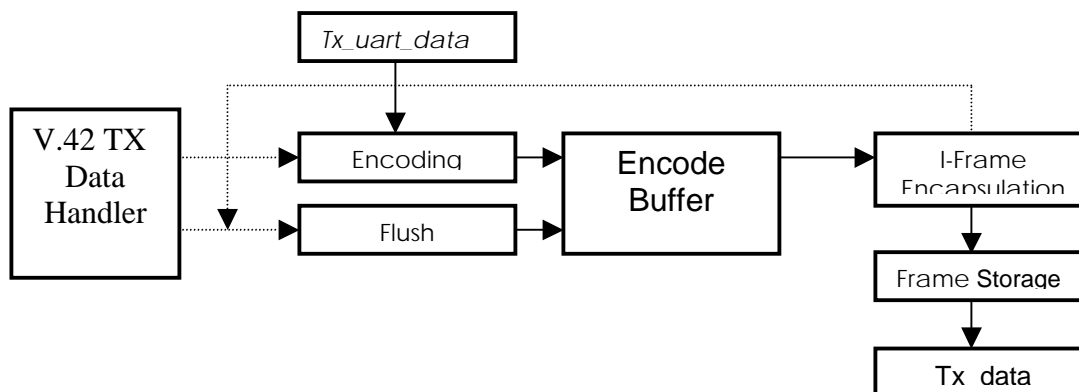 Tx_uart_data
V.42 TX
Data
Handler
Encoding
Flush
Encode
Buffer
I-Frame
Encapsulation
Frame Storage
Tx_data